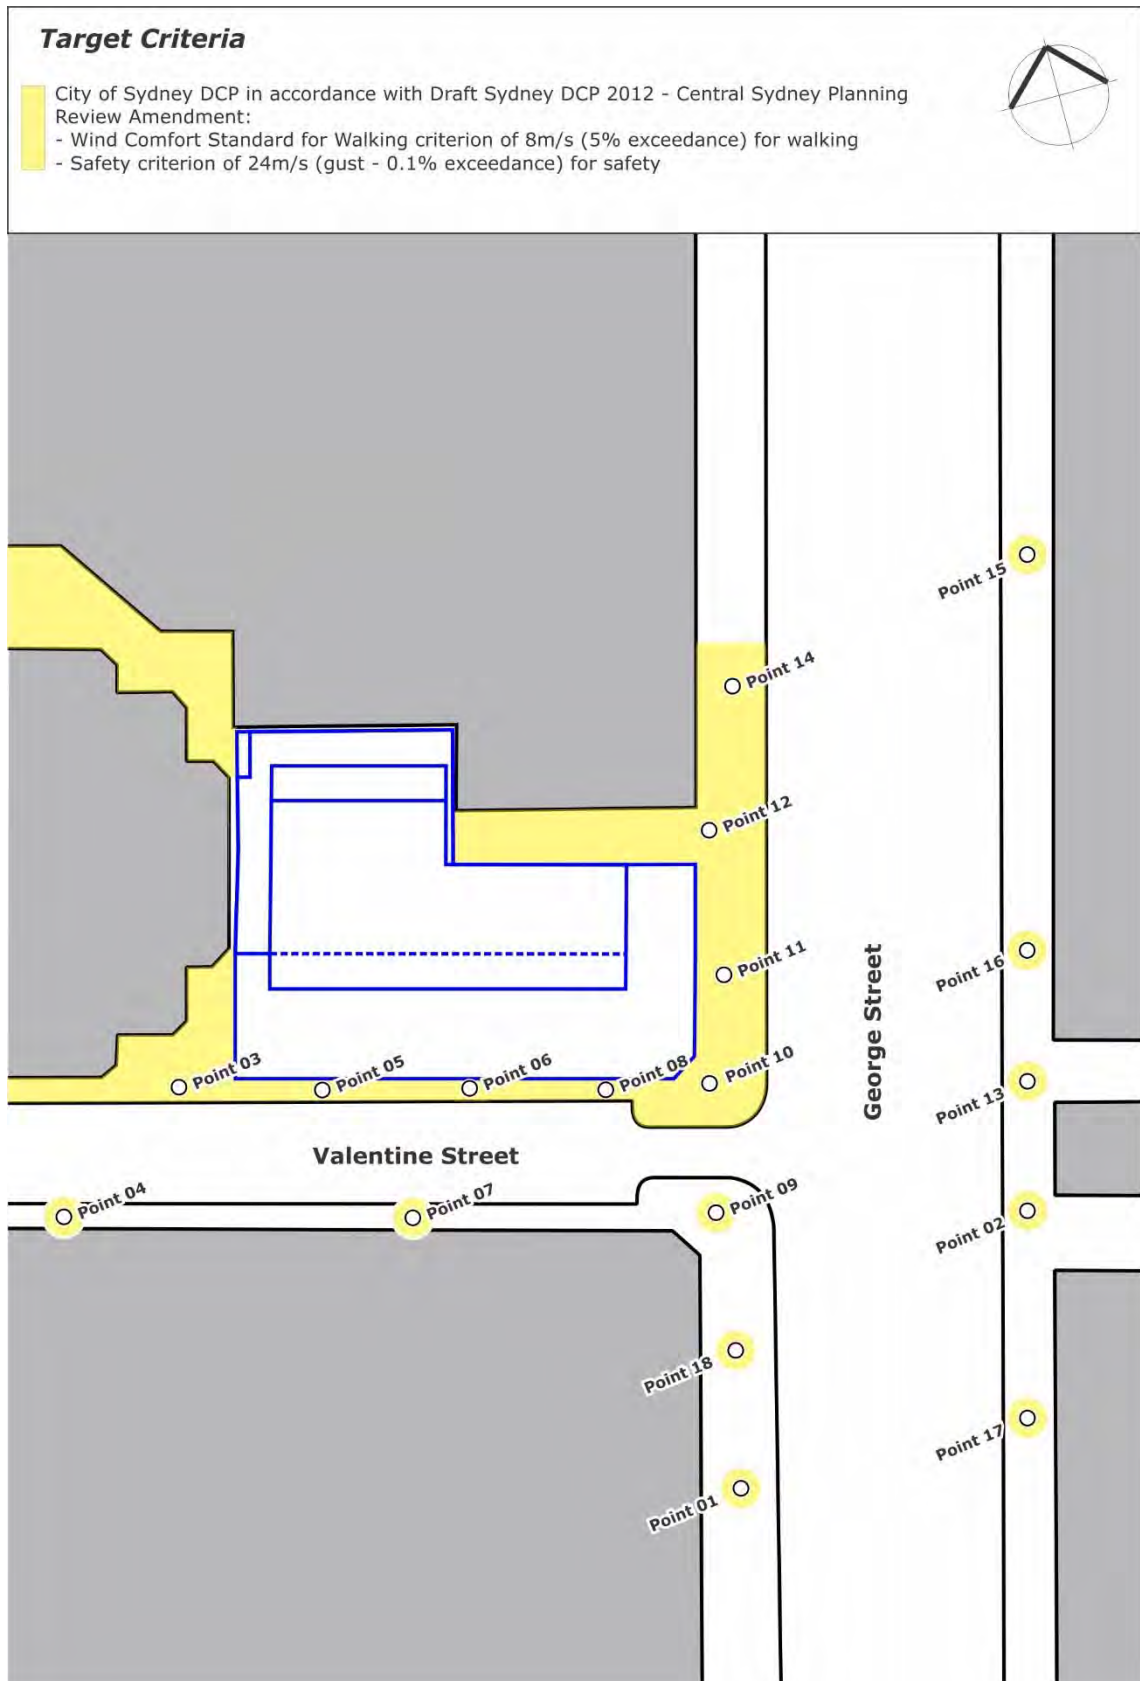 Target Criteria
City of Sydney DCP in accordance with Draft Sydney DCP 2012 - Central Sydney Planning
Review Amendment:
- Wind Comfort Standard for Walking criterion of 8m/s (5% exceedance) for walking
- Safety criterion of 24m/s (gust - 0.1% exceedance) for safety
Point 15
Point 14
Point 12
Point 11
Point 16
George Street
Point 03
Point 05
Point 06
Point 08
Point 10
Point 13
Valentine Street
Point 04
Point 07
Point 09
Point 02
Point 18
Point 17
Point 01